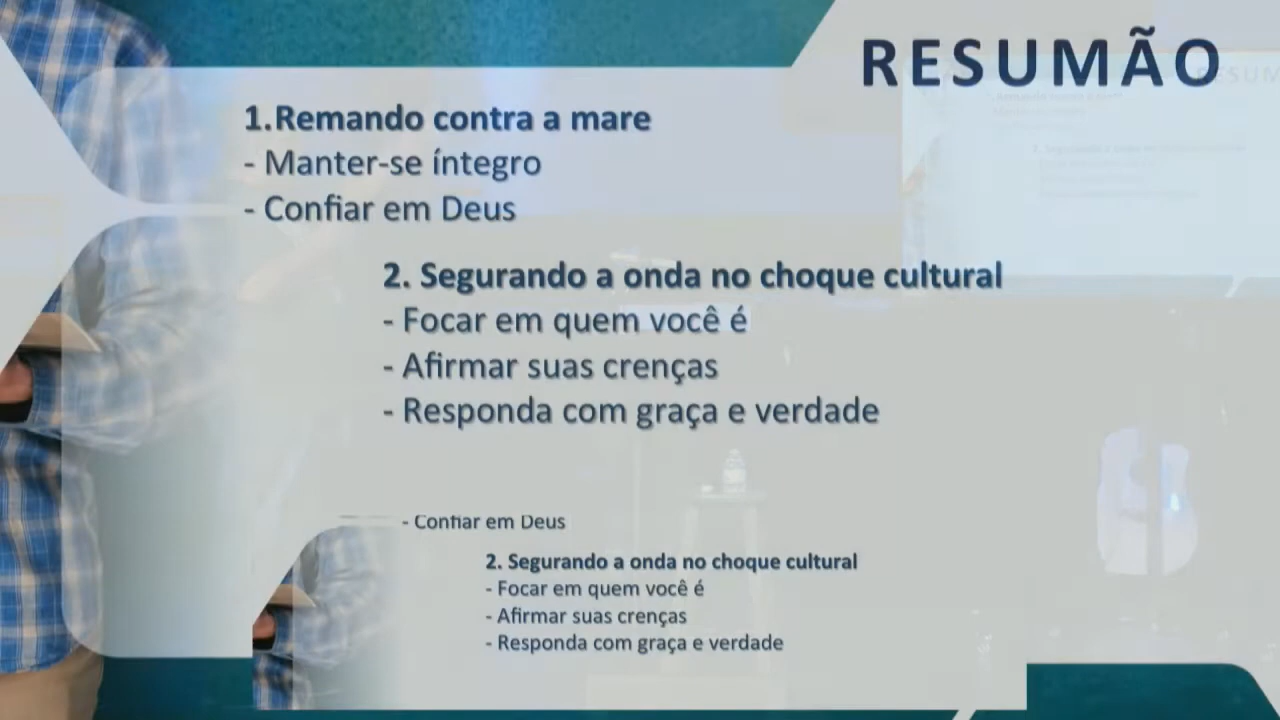 RESUMÃO
1.Remando contra a mare
- Manter-se íntegro
- Confiar em Deus
2. Segurando a onda no choque cultural
- Focar em quem você é
- Afirmar suas crenças
- Responda com graça e verdade
- Confiar em Deus
2. Segurando a onda no choque cultural
- Focar em quem você é
- Afirmar suas crenças
- Responda com graça e verdade